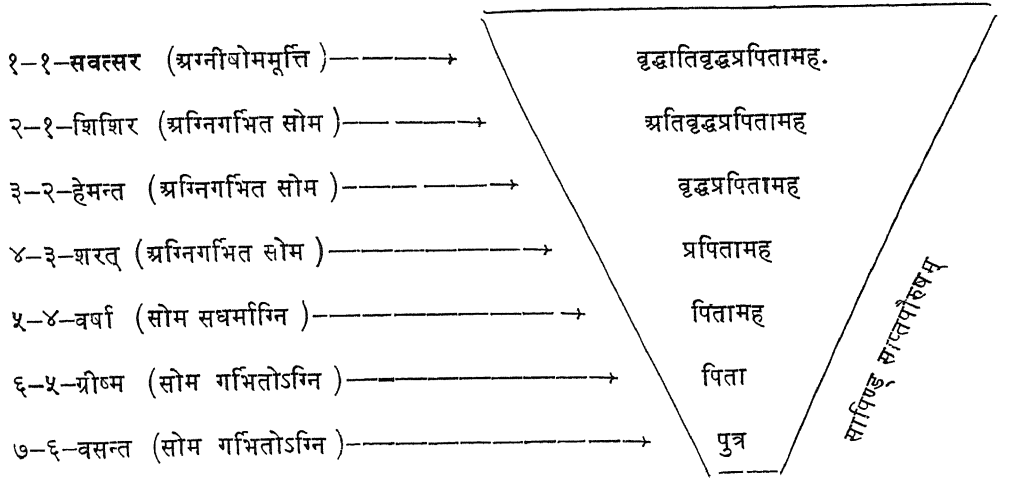 १–१–सवत्सर (अग्नीषोममूर्त्ति) वृद्धातिवृद्धप्रपितामह.
२–१–शिशिर (अग्निगर्भित सोम) अतिवृद्धप्रपितामह
३–२–हेमन्त (अग्निगर्भित सोम) वृद्धप्रपितामह
४–३–शरत् (अग्निगर्भित सोम) प्रपितामह
५–४–वर्षा (सोम सधर्माग्नि) पितामह
६–५–ग्रीष्म (सोम गर्भितोऽग्नि) पिता
७–६–वसन्त (सोम गर्भितोऽग्नि) पुत्र
सापिण्ड् साप्तपौरुषम्